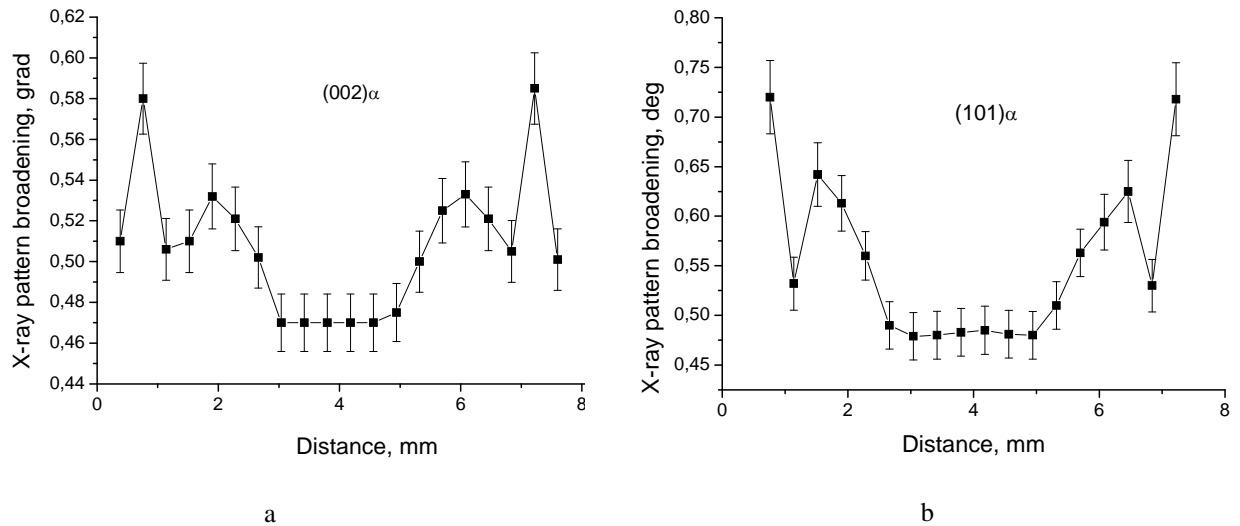 X-ray pattern broadening, grad
0,62
0,60
0,58
0,56
0,54
0,52
0,50
0,48
0,46
0,44
(002)α
0 2 4 6 8
Distance, mm
a
X-ray pattern broadening, deg
0,80
0,75
0,70
0,65
0,60
0,55
0,50
0,45
(101)α
0 2 4 6 8
Distance, mm
b